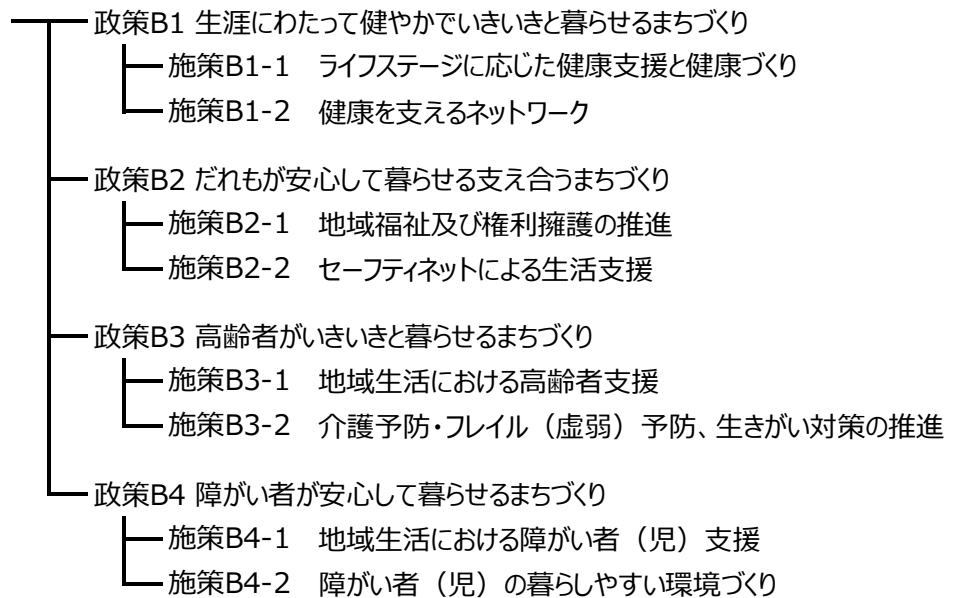 政策B1 生涯にわたって健やかでいきいきと暮らせるまちづくり
施策B1-1 ライフステージに応じた健康支援と健康づくり
施策B1-2 健康を支えるネットワーク
政策B2 だれもが安心して暮らせる支え合うまちづくり
施策B2-1 地域福祉及び権利擁護の推進
施策B2-2 セーフティネットによる生活支援
政策B3 高齢者がいきいきと暮らせるまちづくり
施策B3-1 地域生活における高齢者支援
施策B3-2 介護予防・フレイル（虚弱）予防、生きがい対策の推進
政策B4 障がい者が安心して暮らせるまちづくり
施策B4-1 地域生活における障がい者（児）支援
施策B4-2 障がい者（児）の暮らしやすい環境づくり